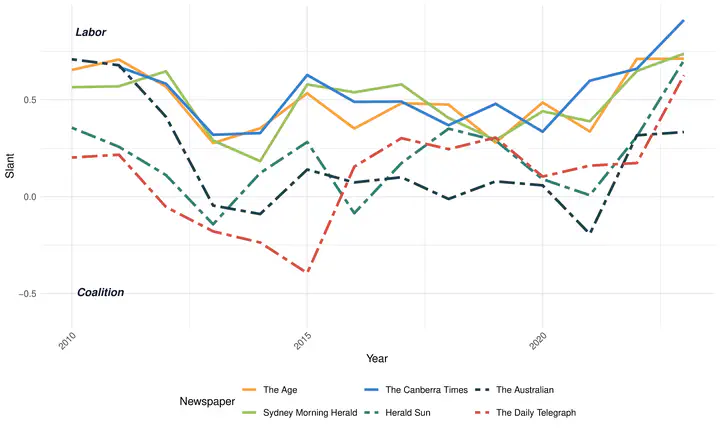 Labor
0.5
Slant
0.0
Coalition
−0.5
2010
2015
2020
Year
Newspaper
The Age
The Canberra Times
The Australian
Sydney Morning Herald
Herald Sun
The Daily Telegraph